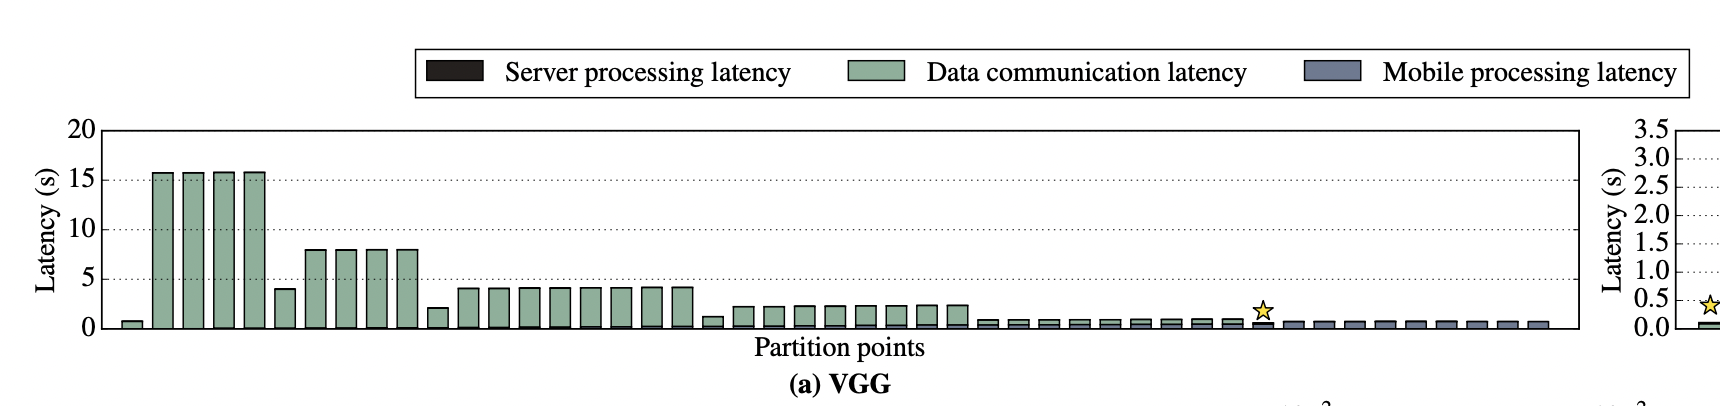 Server processing latency
Data communication latency
Mobile processing latency
20
15
10
5
0
Latency (s)
Partition points
(a) VGG
3.5
3.0
2.5
2.0
1.5
1.0
0.5
0.0
Latency (s)